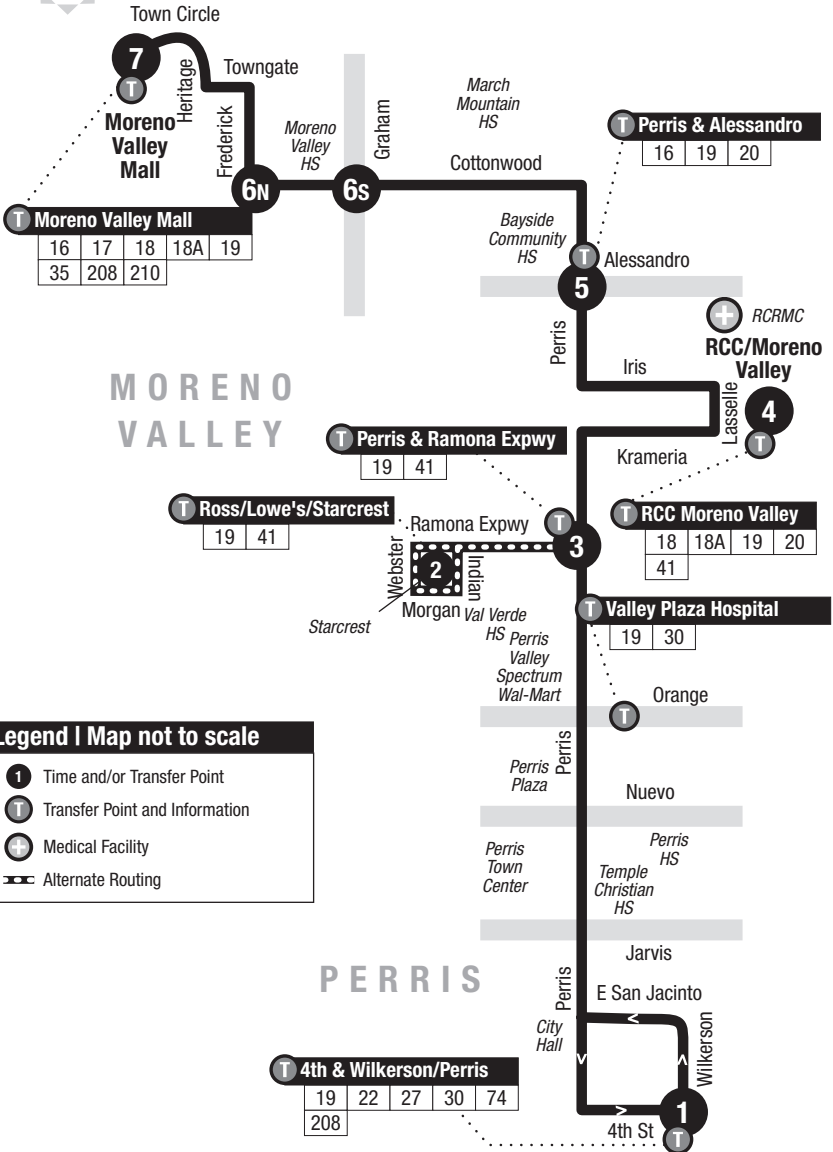 Town Circle
7
T
Heritage
Towngate
Moreno
Valley
Mall
Frederick
Moreno
Valley
HS
Graham
March
Mountain
HS
Cottonwood
6N
6S
T Perris & Alessandro
16 19 20
T Moreno Valley Mall
16 17 18 18A 19
35 208 210
Bayside
Community
HS
T
Alessandro
5
RCRMC
RCC/Moreno
Valley
Perris
Iris
Lasselle
4
T
MORENO
VALLEY
Krameria
T Perris & Ramona Expwy
19 41
T Ross/Lowe's/Starcrest
19 41
T RCC Moreno Valley
18 18A 19 20
41
Ramona Expwy
T
3
Webster
2
Indian
Morgan
Starcrest
Val Verde
HS
T Valley Plaza Hospital
19 30
Perris
Valley
Spectrum
Wal-Mart
Orange
T
Legend | Map not to scale
1 Time and/or Transfer Point
T Transfer Point and Information
Medical Facility
Alternate Routing
Perris
Perris
Plaza
Nuevo
Perris
Town
Center
Perris
HS
Temple
Christian
HS
Jarvis
PERRIS
Perris
E San Jacinto
City
Hall
Wilkerson
T 4th & Wilkerson/Perris
19 22 27 30 74
208
4th St
1
T